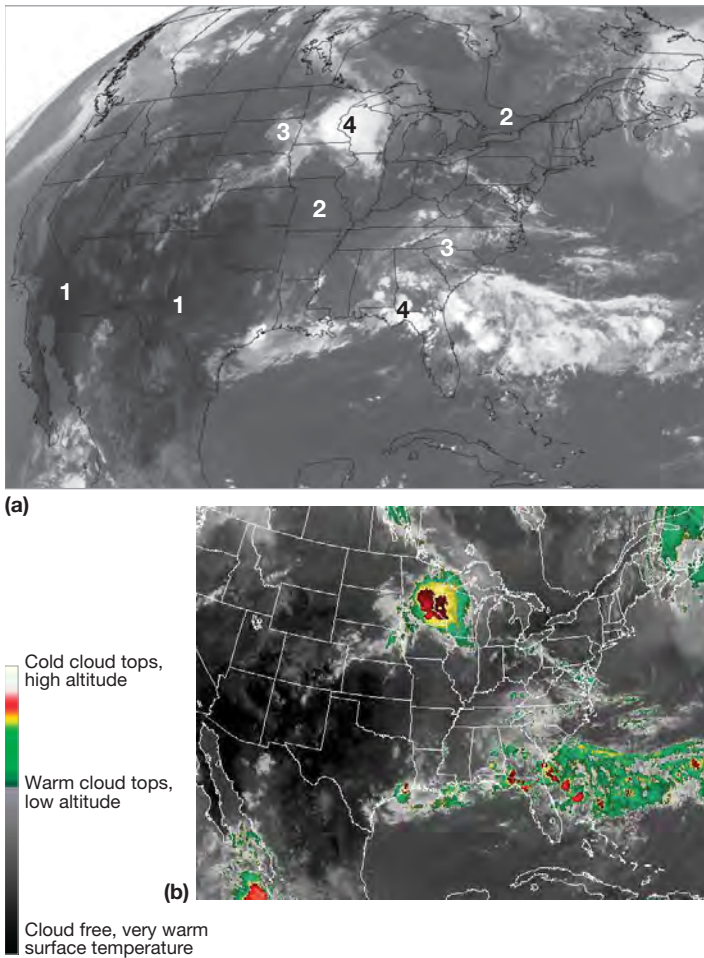 2
3
4
2
3
1
1
4
(a)
Cold cloud tops,
high altitude
Warm cloud tops,
low altitude
(b)
Cloud free, very warm
surface temperature